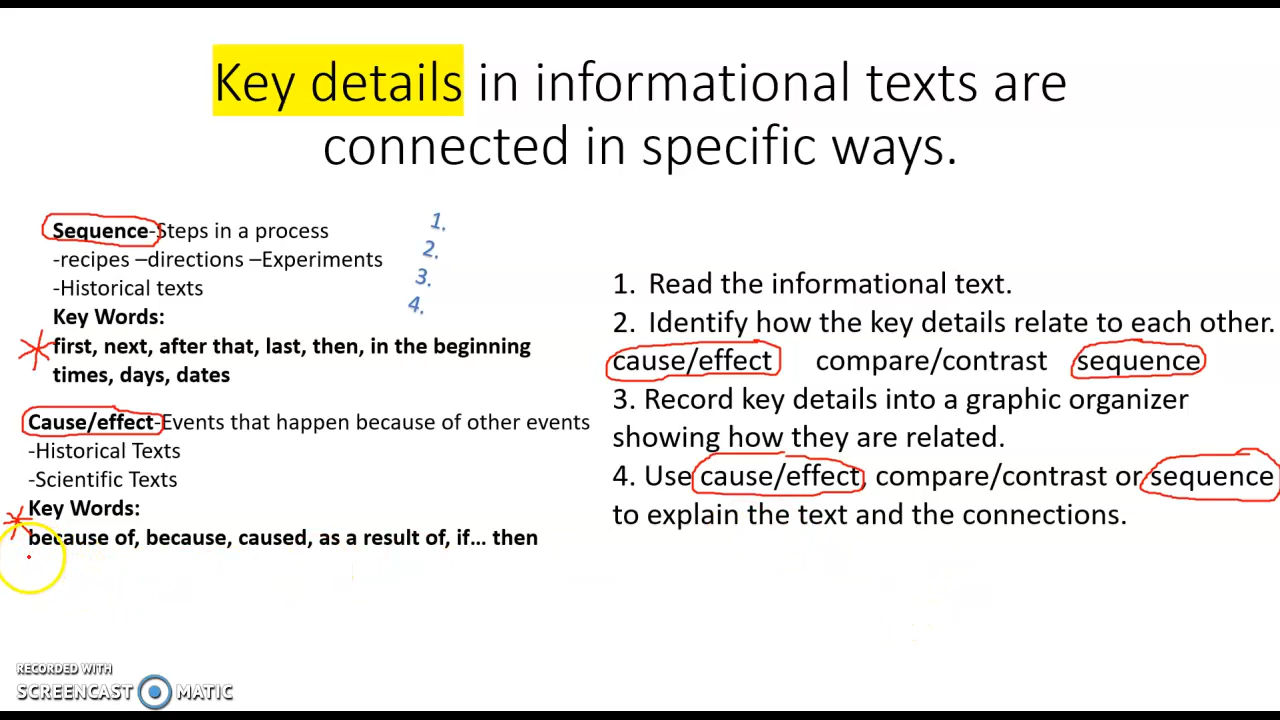 Key details in informational texts are
connected in specific ways.
Sequence-Steps in a process
-recipes –directions –Experiments
-Historical texts
Key Words:
first, next, after that, last, then, in the beginning
times, days, dates
1.
2.
3.
4.
Cause/effect-Events that happen because of other events
-Historical Texts
-Scientific Texts
Key Words:
because of, because, caused, as a result of, if... then
1. Read the informational text.
2. Identify how the key details relate to each other.
cause/effect compare/contrast sequence
3. Record key details into a graphic organizer
showing how they are related.
4. Use cause/effect, compare/contrast or sequence
to explain the text and the connections.
RECORDED WITH
SCREENCAST MATIC